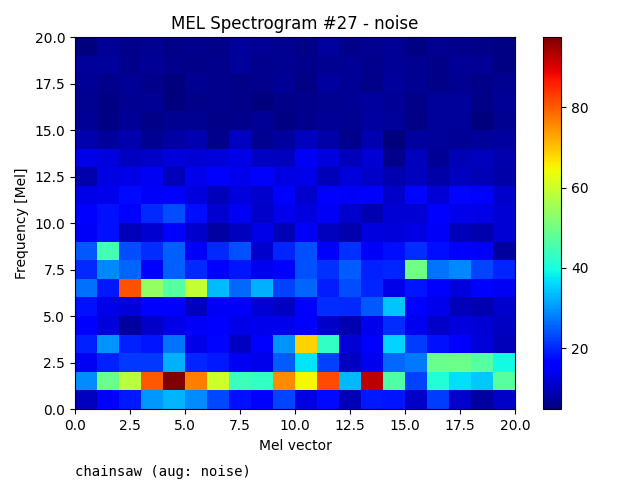 MEL Spectrogram #27 - noise
20.0
17.5
15.0
12.5
10.0
7.5
5.0
2.5
0.0
Frequency [Mel]
0.0 2.5 5.0 7.5 10.0 12.5 15.0 17.5 20.0
Mel vector
80
60
40
20
chainsaw (aug: noise)